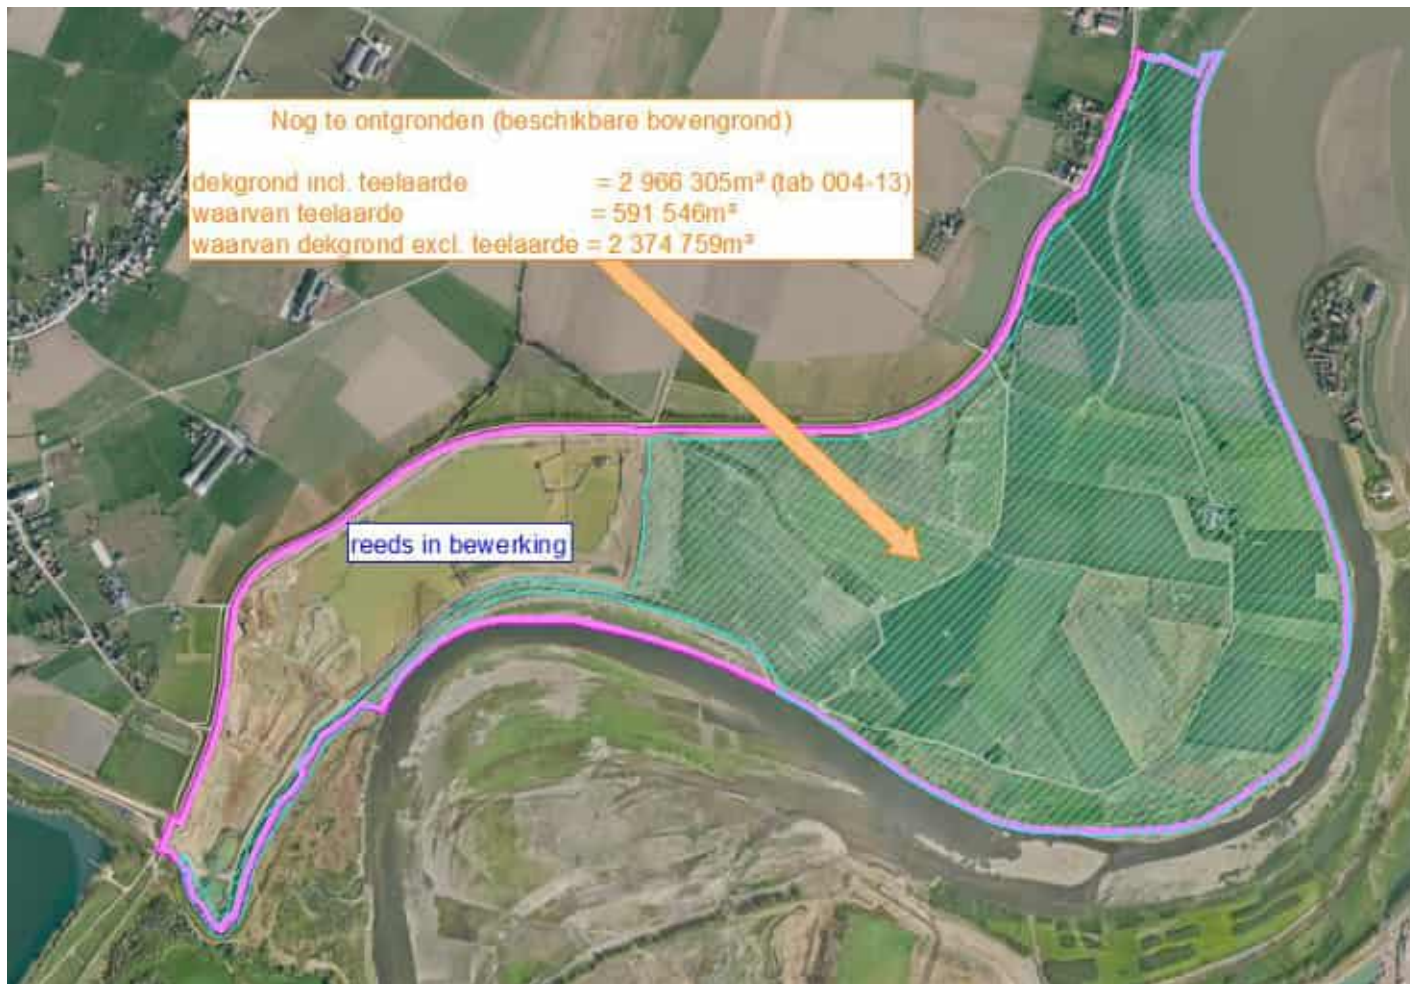 Nog te ontgronden (beschikbare bovengrond)
dekgrond incl. teelaarde = 2 966 305m³ (tab 004-13)
waarvan teelaarde = 591 546m³
waarvan dekgrond excl. teelaarde = 2 374 759m³
reeds in bewerking